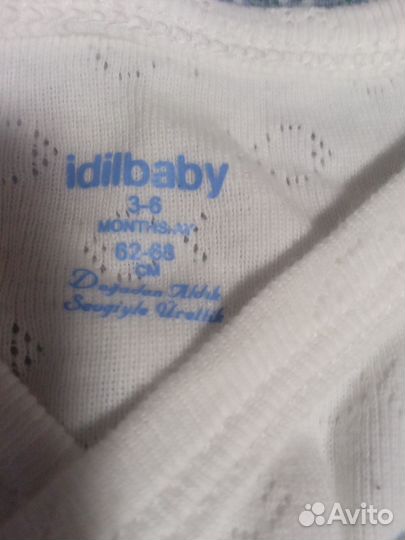 idilbaby
3-6
MONTHS-AY
62-68
CM
Doğadan Aldık
Sevgiyle Ürettik
Avito